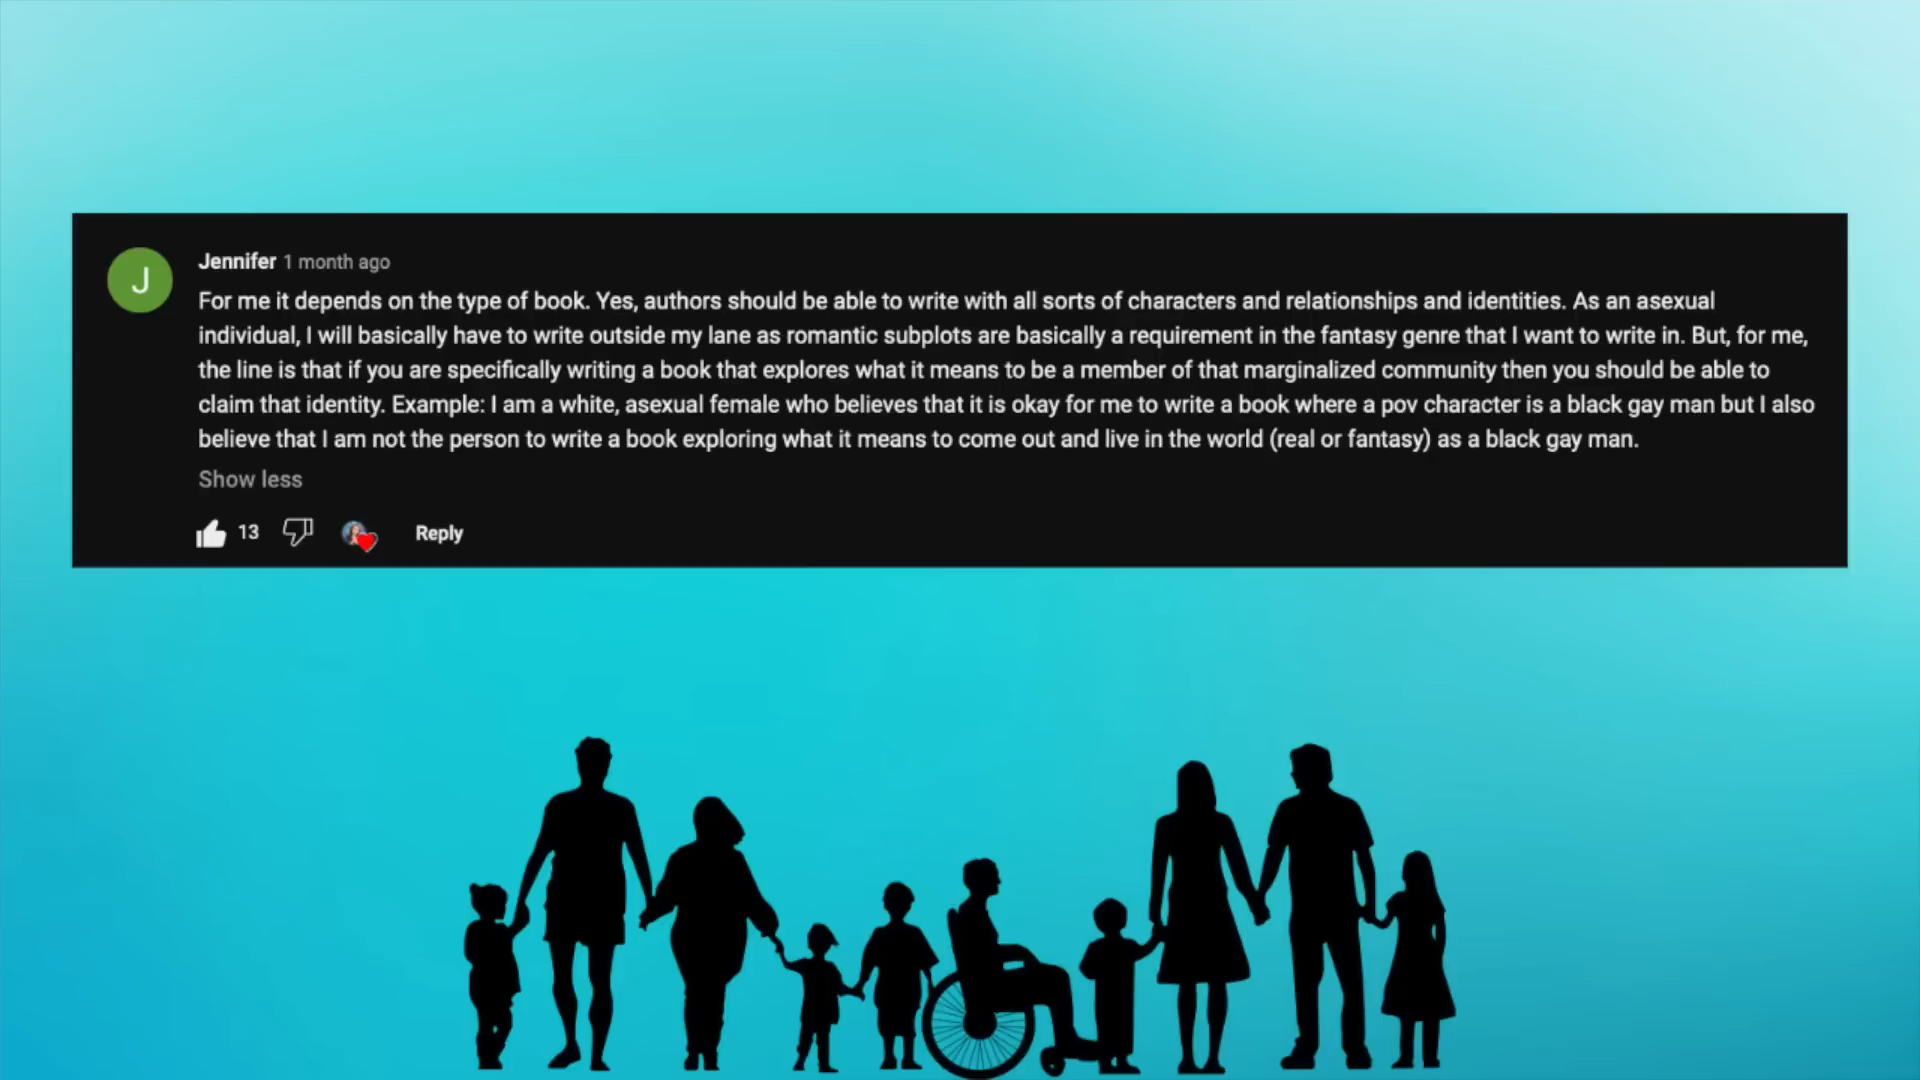 J
Jennifer 1 month ago
For me it depends on the type of book. Yes, authors should be able to write with all sorts of characters and relationships and identities. As an asexual
individual, I will basically have to write outside my lane as romantic subplots are basically a requirement in the fantasy genre that I want to write in. But, for me,
the line is that if you are specifically writing a book that explores what it means to be a member of that marginalized community then you should be able to
claim that identity. Example: I am a white, asexual female who believes that it is okay for me to write a book where a pov character is a black gay man but I also
believe that I am not the person to write a book exploring what it means to come out and live in the world (real or fantasy) as a black gay man.
Show less
13 Reply